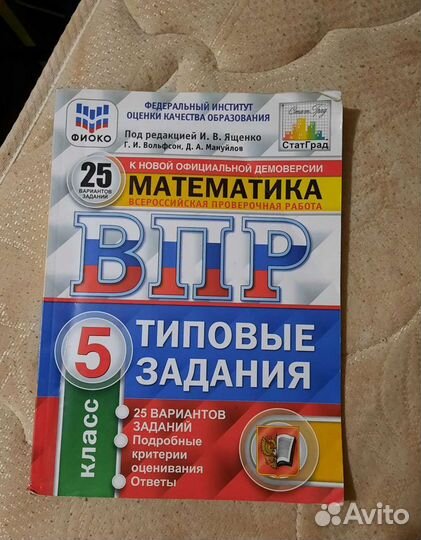 ФИОКО
ФЕДЕРАЛЬНЫЙ ИНСТИТУТ
ОЦЕНКИ КАЧЕСТВА ОБРАЗОВАНИЯ
Под редакцией И. В. Ященко
Г. И. Вольфсон, Д. А. Мануйлов
СтатГрад
СтатГрад
25
ВАРИАНТОВ
ЗАДАНИЙ
К НОВОЙ ОФИЦИАЛЬНОЙ ДЕМОВЕРСИИ
МАТЕМАТИКА
ВСЕРОССИЙСКАЯ ПРОВЕРОЧНАЯ РАБОТА
ВПР
5
класс
ТИПОВЫЕ
ЗАДАНИЯ
• 25 ВАРИАНТОВ
ЗАДАНИЙ
• Подробные
критерии
оценивания
• Ответы
Avito